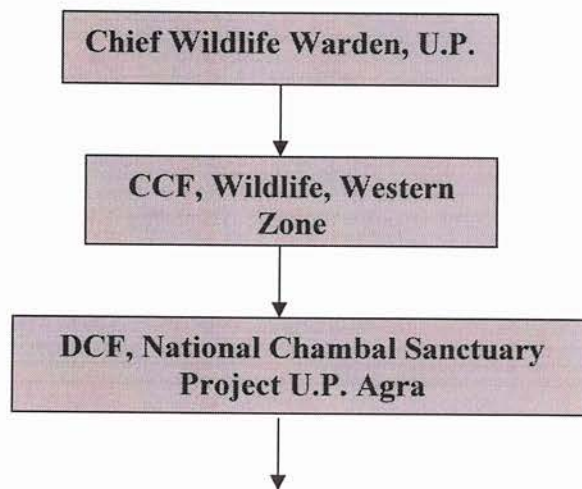 Chief Wildlife Warden, U.P.
CCF, Wildlife, Western
Zone
DCF, National Chambal Sanctuary
Project U.P. Agra